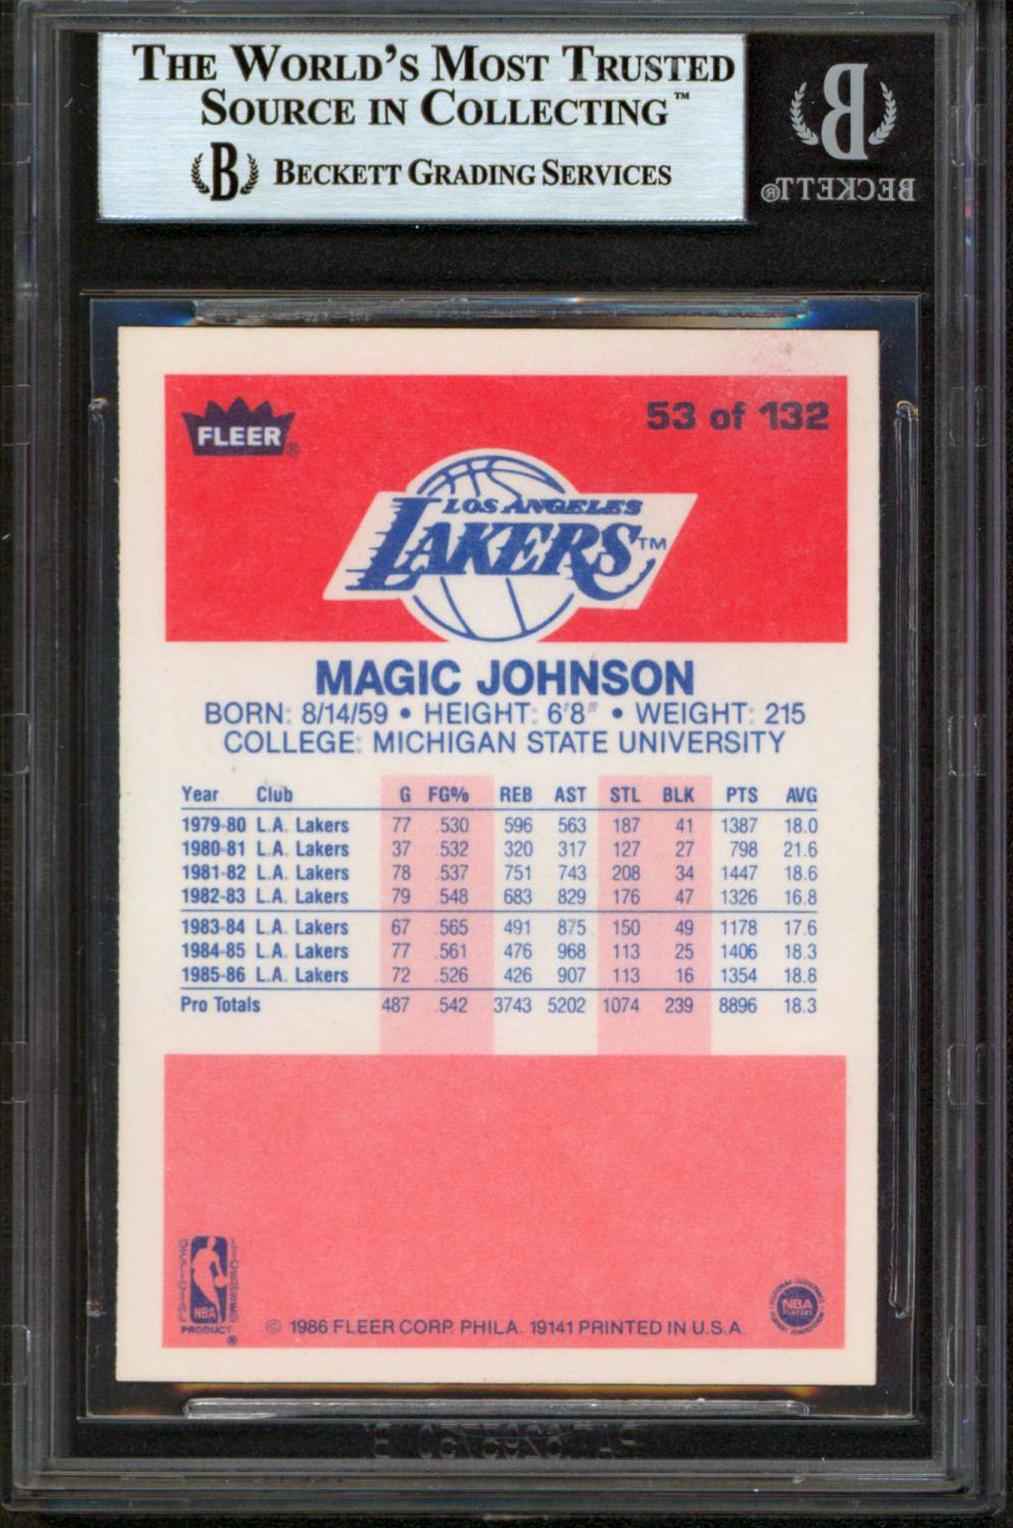 THE WORLD'S MOST TRUSTED
SOURCE IN COLLECTING™
B BECKETT GRADING SERVICES
B
BECKETT®
FLEER®
53 of 132
LOS ANGELES
LAKERS™
MAGIC JOHNSON
BORN: 8/14/59 • HEIGHT: 6'8" • WEIGHT: 215
COLLEGE: MICHIGAN STATE UNIVERSITY
Year Club G FG% REB AST STL BLK PTS AVG
1979-80 L.A. Lakers 77 .530 596 563 187 41 1387 18.0
1980-81 L.A. Lakers 37 .532 320 317 127 27 798 21.6
1981-82 L.A. Lakers 78 .537 751 743 208 34 1447 18.6
1982-83 L.A. Lakers 79 .548 683 829 176 47 1326 16.8
1983-84 L.A. Lakers 67 .565 491 875 150 49 1178 17.6
1984-85 L.A. Lakers 77 .561 476 968 113 25 1406 18.3
1985-86 L.A. Lakers 72 .526 426 907 113 16 1354 18.8
Pro Totals 487 .542 3743 5202 1074 239 8896 18.3
OFFICIAL
NBA
PRODUCT®
© 1986 FLEER CORP. PHILA. 19141 PRINTED IN U.S.A.
NBA
PLAYERS